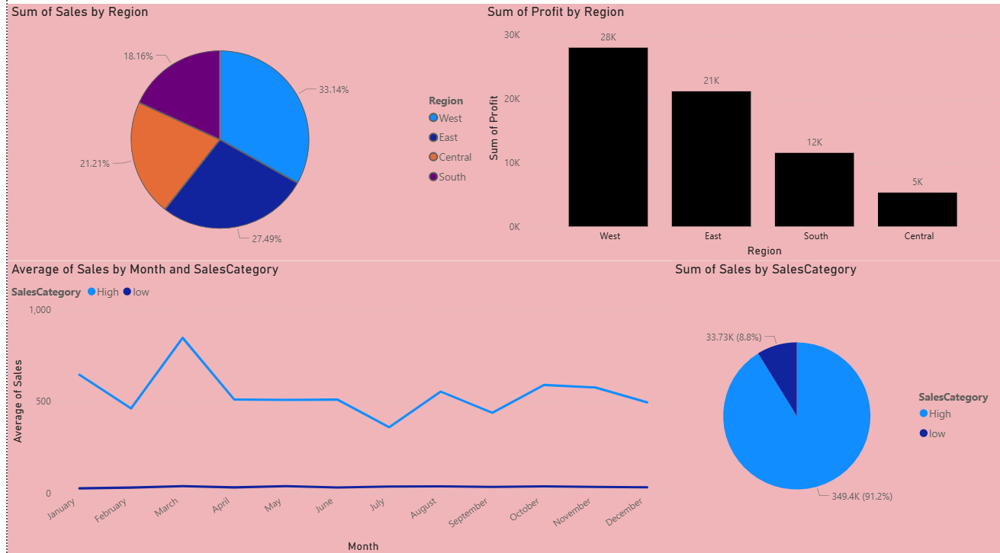 Sum of Sales by Region
18.16%
33.14%
21.21%
27.49%
Region
West
East
Central
South
Sum of Profit by Region
Sum of Profit
30K
20K
10K
0K
28K
21K
12K
5K
West
East
South
Central
Region
Average of Sales by Month and SalesCategory
SalesCategory High low
Average of Sales
1,000
500
0
January
February
March
April
May
June
July
August
September
October
November
December
Month
Sum of Sales by SalesCategory
33.73K (8.8%)
349.4K (91.2%)
SalesCategory
High
low